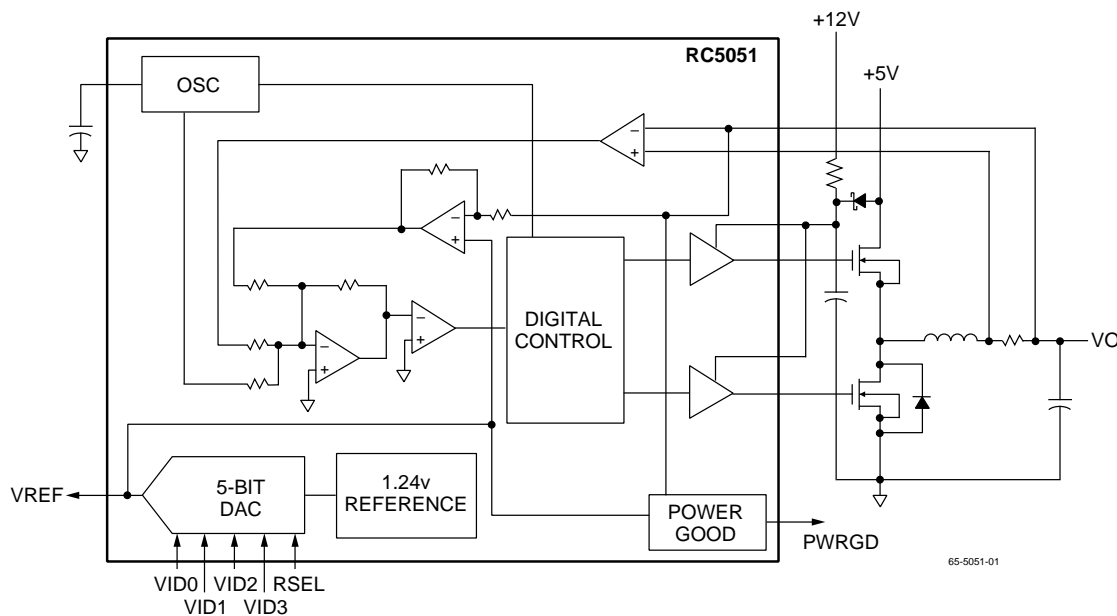 +12V
RC5051
+5V
OSC
−
+
−
+
DIGITAL
CONTROL
−
+
−
+
VO
VREF
5-BIT
DAC
1.24v
REFERENCE
POWER
GOOD
PWRGD
65-5051-01
VID0
VID2
RSEL
VID1
VID3